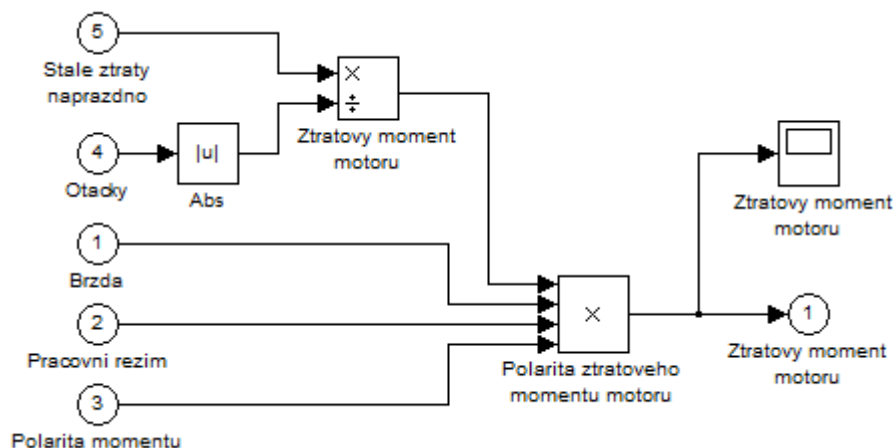 5
Stale ztraty
naprazdno
×
÷
Ztratovy moment
motoru
4
Otacky
|u|
Abs
Ztratovy moment
motoru
1
Brzda
2
Pracovni rezim
3
Polarita momentu
×
Polarita ztratoveho
momentu motoru
1
Ztratovy moment
motoru